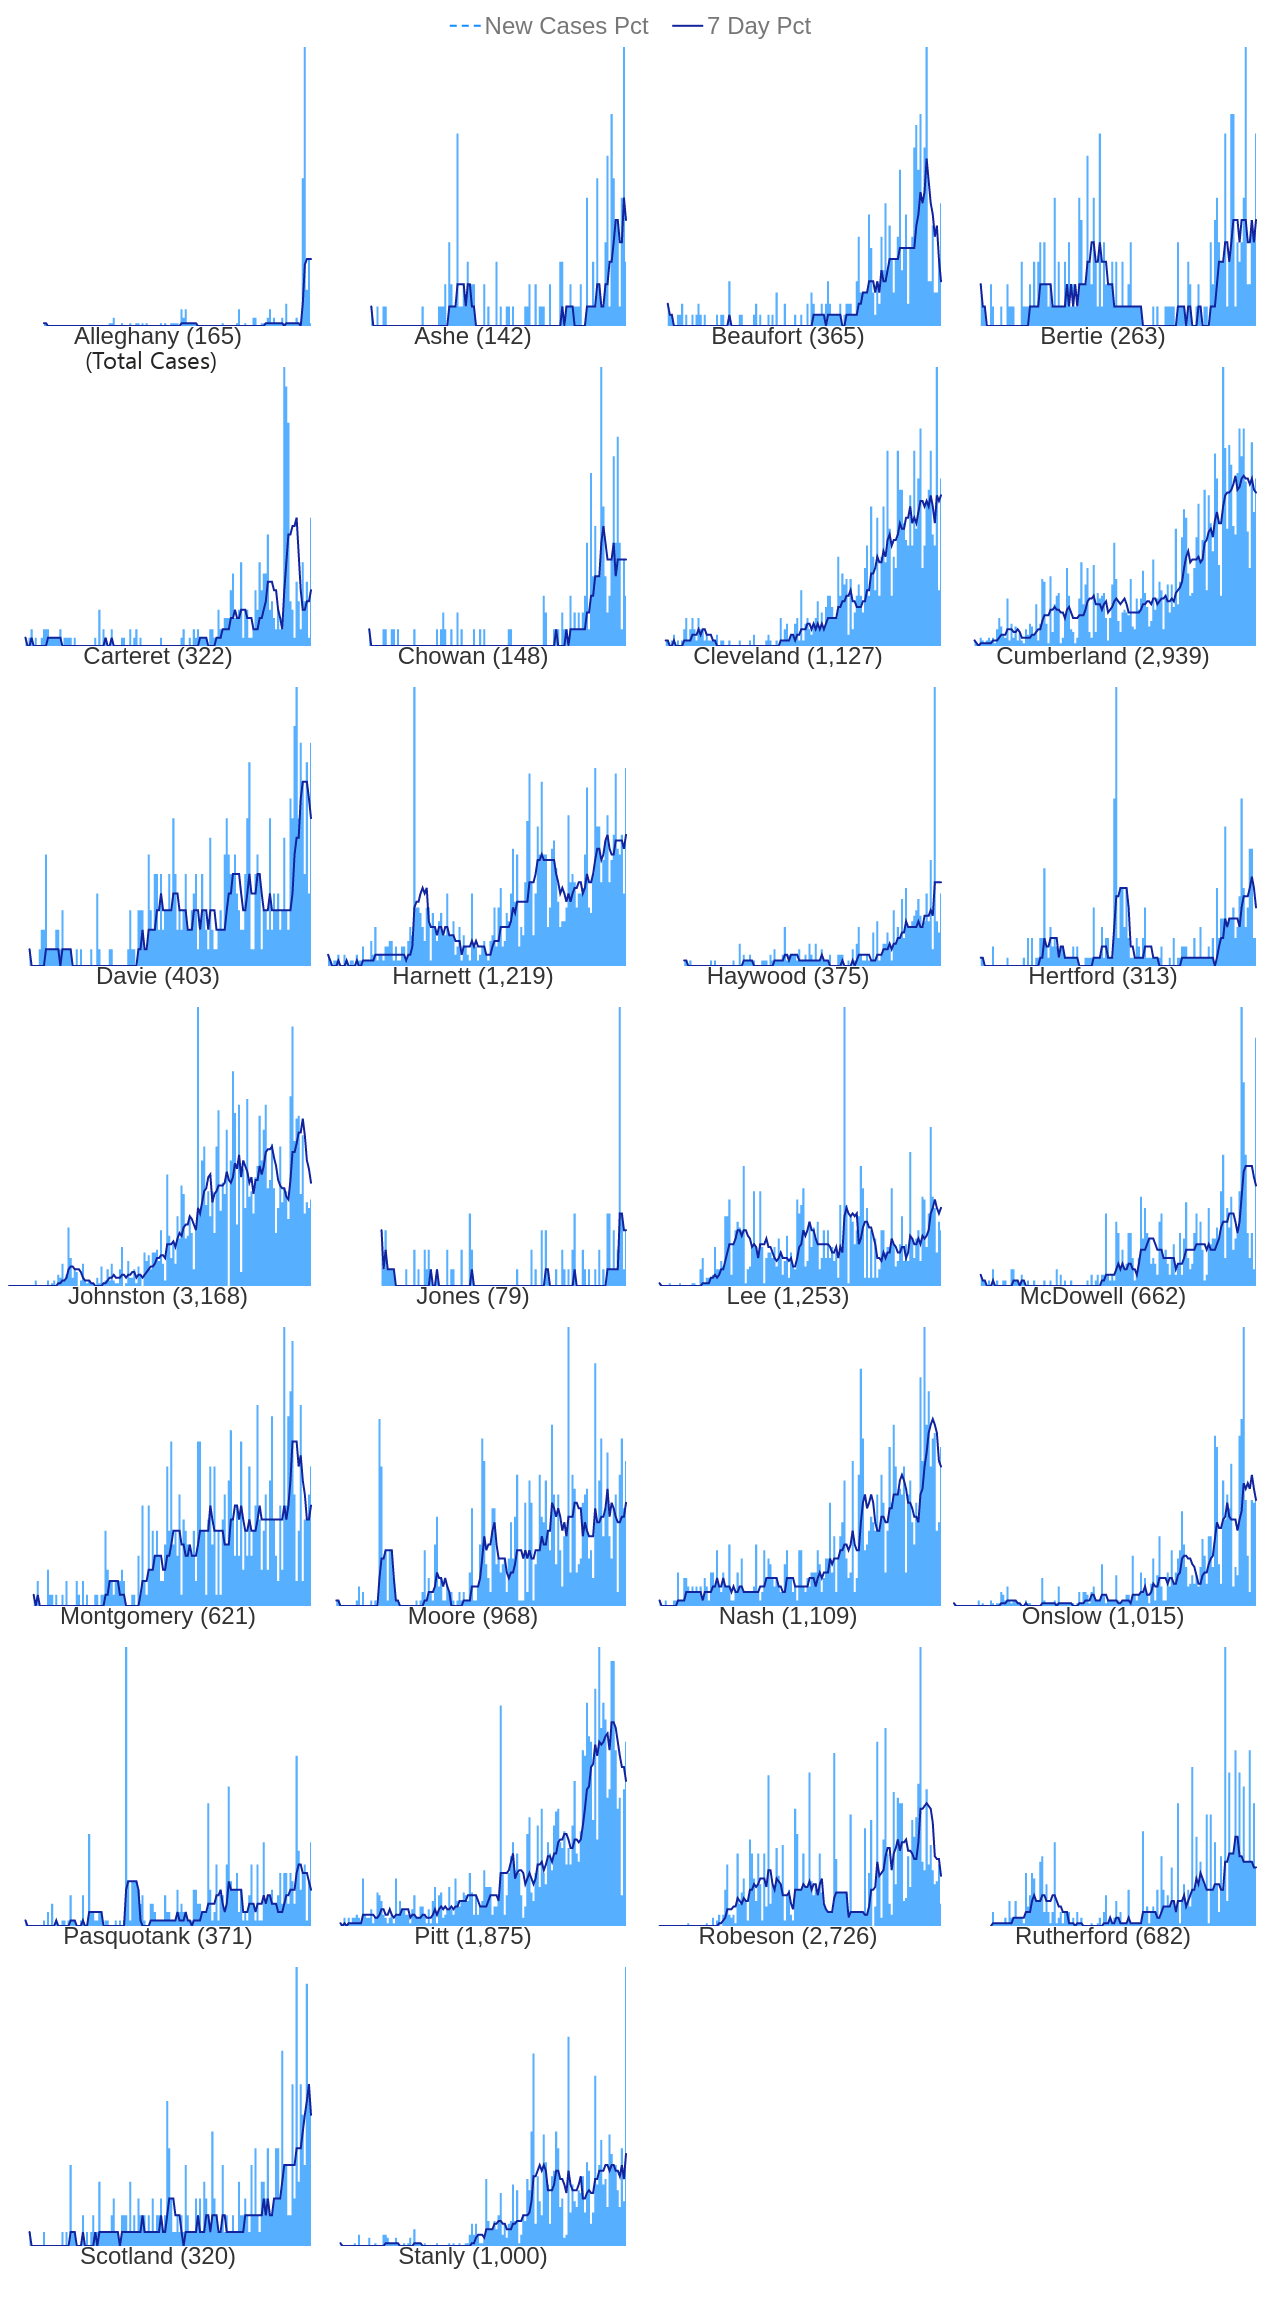 New Cases Pct 7 Day Pct
Alleghany (165) Ashe (142) Beaufort (365) Bertie (263)
(Total Cases)
Carteret (322) Chowan (148) Cleveland (1,127) Cumberland (2,939)
Davie (403) Harnett (1,219) Haywood (375) Hertford (313)
Johnston (3,168) Jones (79) Lee (1,253) McDowell (662)
Montgomery (621) Moore (968) Nash (1,109) Onslow (1,015)
Pasquotank (371) Pitt (1,875) Robeson (2,726) Rutherford (682)
Scotland (320) Stanly (1,000)